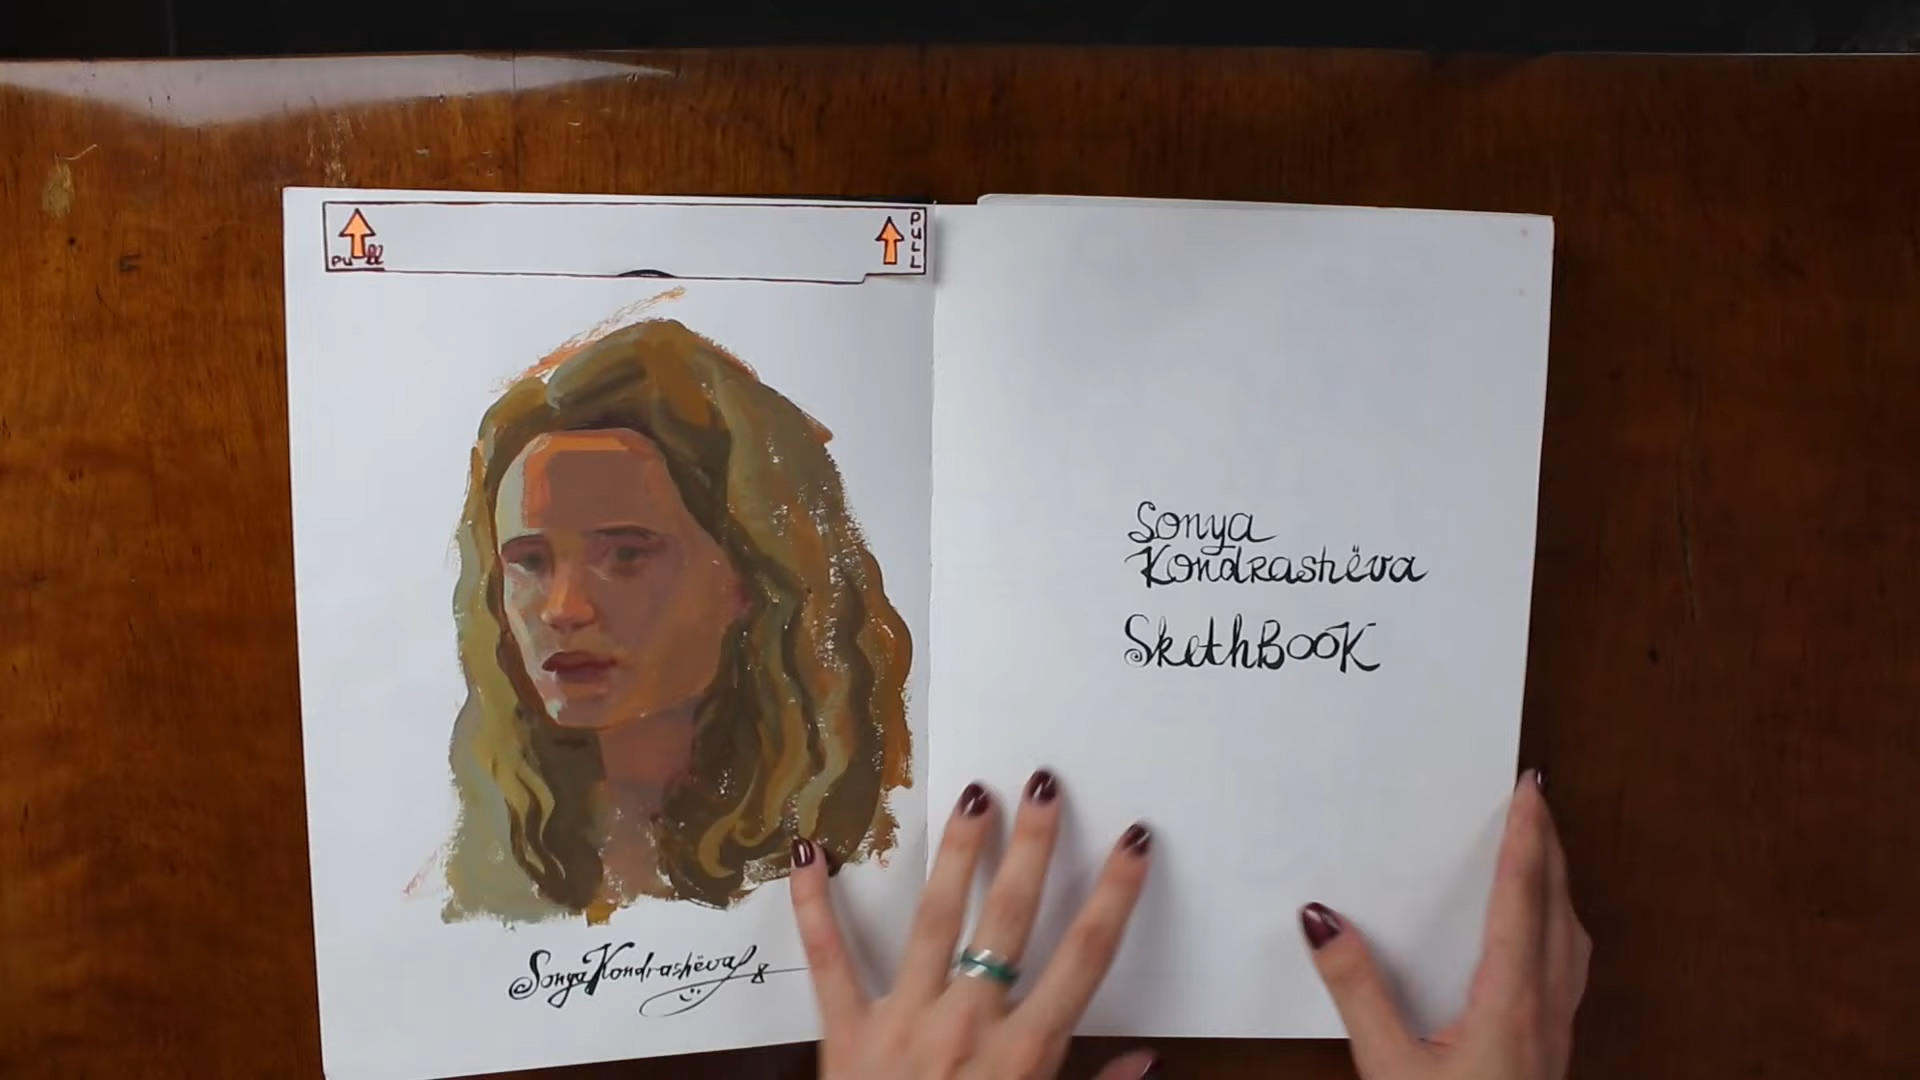 Pull
PULL
Sonya Kondrashëva
Sonya
Kondrashëva
SkethBooK